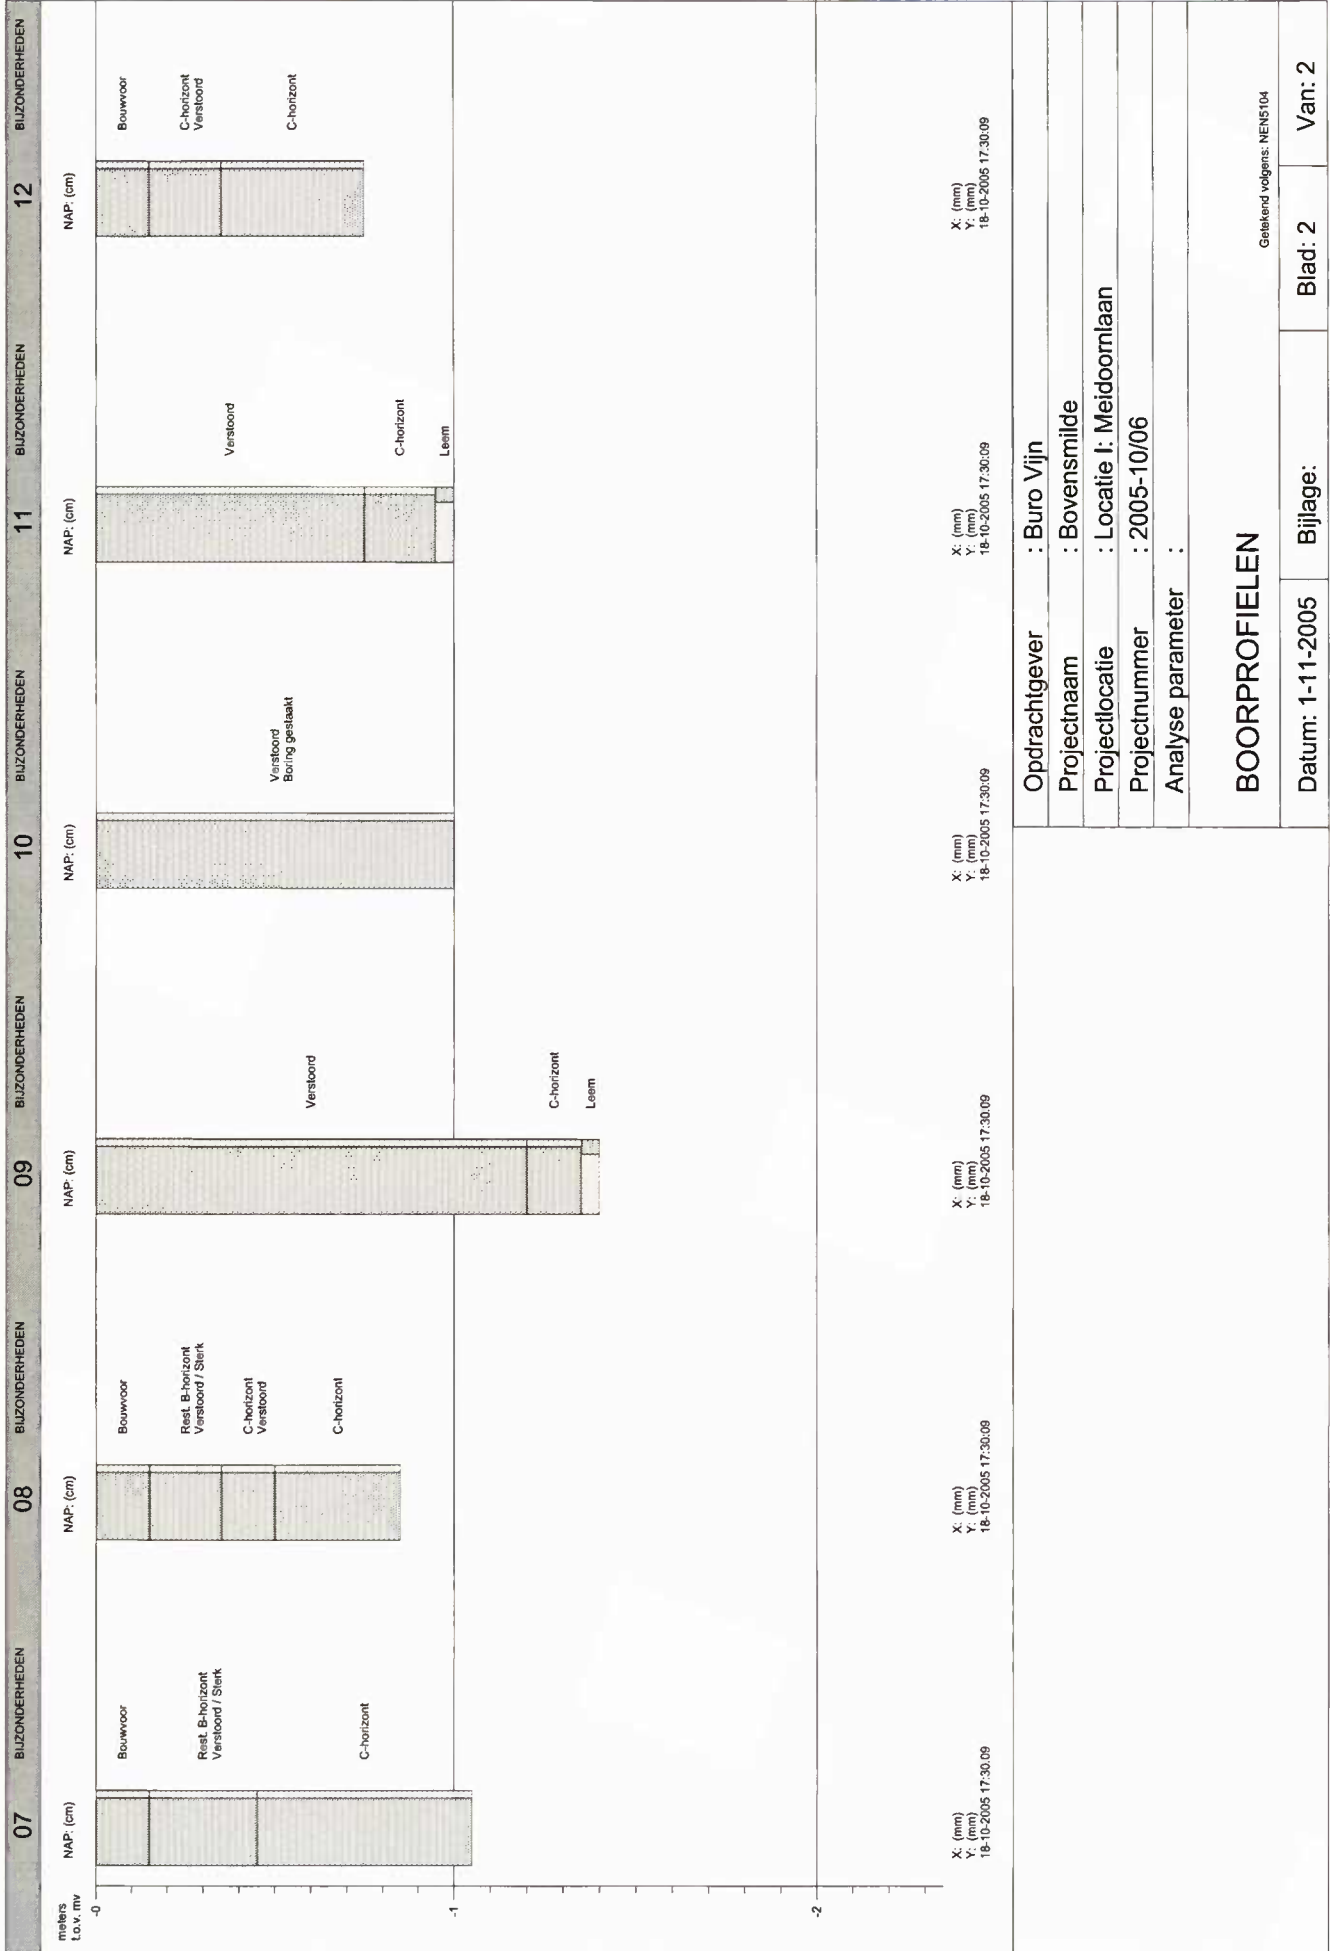 07 BIJZONDERHEDEN 08 BIJZONDERHEDEN 09 BIJZONDERHEDEN 10 BIJZONDERHEDEN 11 BIJZONDERHEDEN 12 BIJZONDERHEDEN
meters
t.o.v. mv
-0
-1
-2
NAP: (cm)
Bouwvoor
Rest. B-horizont
Verstoord / Sterk
C-horizont
X: (mm)
Y: (mm)
18-10-2005 17:30:09
NAP: (cm)
Bouwvoor
Rest. B-horizont
Verstoord / Sterk
C-horizont
Verstoord
C-horizont
X: (mm)
Y: (mm)
18-10-2005 17:30:09
NAP: (cm)
Verstoord
C-horizont
Leem
X: (mm)
Y: (mm)
18-10-2005 17:30:09
NAP: (cm)
Verstoord
Boring gestaakt
X: (mm)
Y: (mm)
18-10-2005 17:30:09
NAP: (cm)
Verstoord
C-horizont
Leem
X: (mm)
Y: (mm)
18-10-2005 17:30:09
NAP: (cm)
Bouwvoor
C-horizont
Verstoord
C-horizont
X: (mm)
Y: (mm)
18-10-2005 17:30:09
Opdrachtgever : Buro Vijn
Projectnaam : Bovensmilde
Projectlocatie : Locatie I: Meidoornlaan
Projectnummer : 2005-10/06
Analyse parameter :
BOORPROFIELEN
Getekend volgens: NEN5104
Datum: 1-11-2005 Bijlage: Blad: 2 Van: 2